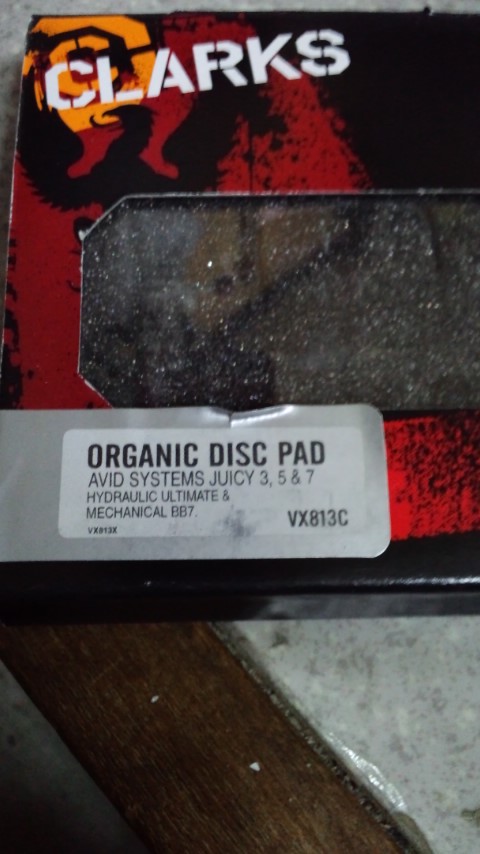 CLARKS
ORGANIC DISC PAD
AVID SYSTEMS JUICY 3, 5 & 7
HYDRAULIC ULTIMATE &
MECHANICAL BB7.
VX813C
VX813X